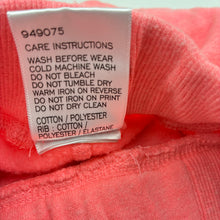 949075
CARE INSTRUCTIONS
WASH BEFORE WEAR
COLD MACHINE WASH
DO NOT BLEACH
DO NOT TUMBLE DRY
WARM IRON ON REVERSE
DO NOT IRON ON PRINT
DO NOT DRY CLEAN
COTTON / POLYESTER
RIB : COTTON /
POLYESTER / ELASTANE